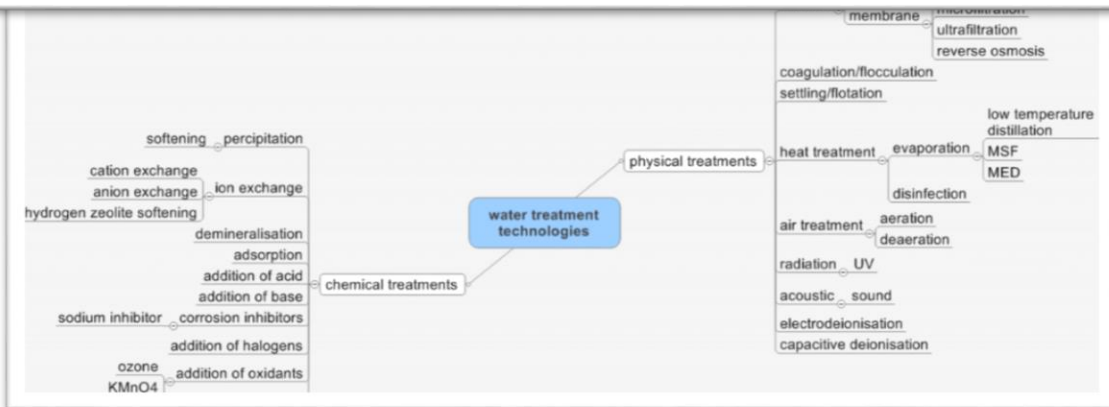 membrane
microfiltration
ultrafiltration
reverse osmosis
coagulation/flocculation
settling/flotation
heat treatment
evaporation
low temperature
distillation
MSF
MED
disinfection
air treatment
aeration
deaeration
radiation
UV
acoustic
sound
electrodeionisation
capacitive deionisation
physical treatments
water treatment
technologies
chemical treatments
softening
percipitation
cation exchange
anion exchange
hydrogen zeolite softening
ion exchange
demineralisation
adsorption
addition of acid
addition of base
sodium inhibitor
corrosion inhibitors
addition of halogens
ozone
KMnO4
addition of oxidants